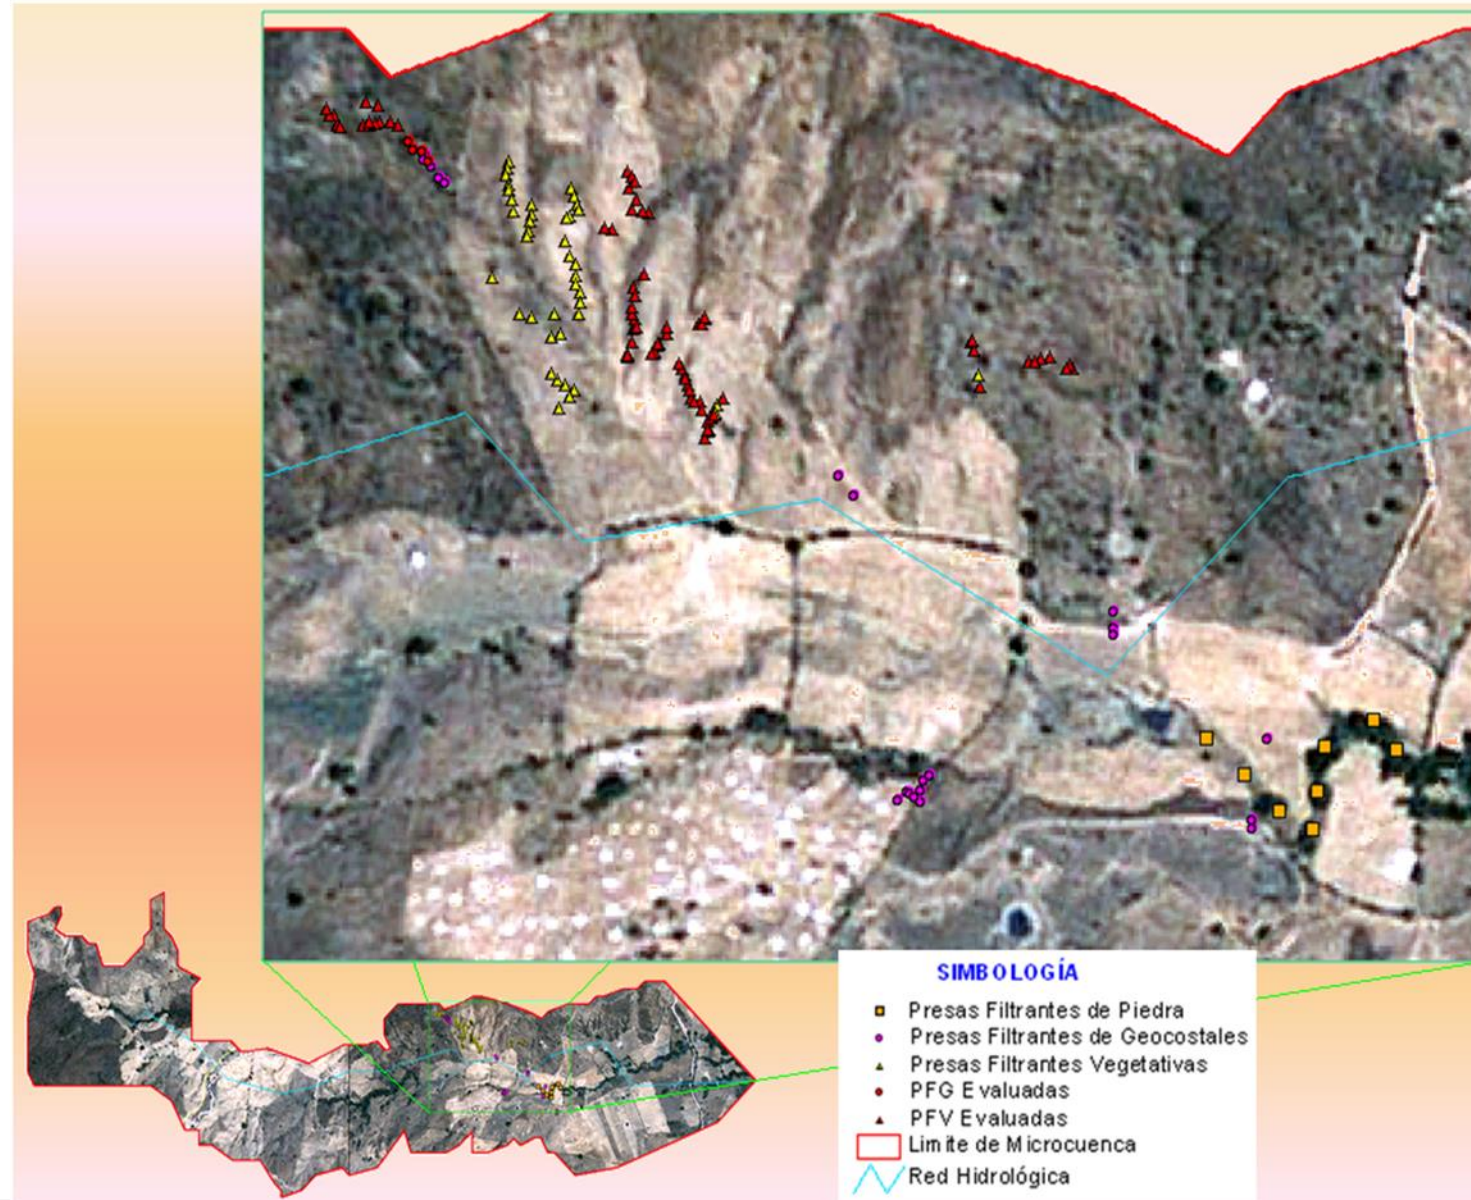 SIMBOLOGÍA
Presas Filtrantes de Piedra
Presas Filtrantes de Geocostales
Presas Filtrantes Vegetativas
PFG Evaluadas
PFV Evaluadas
Limite de Microcuenca
Red Hidrológica